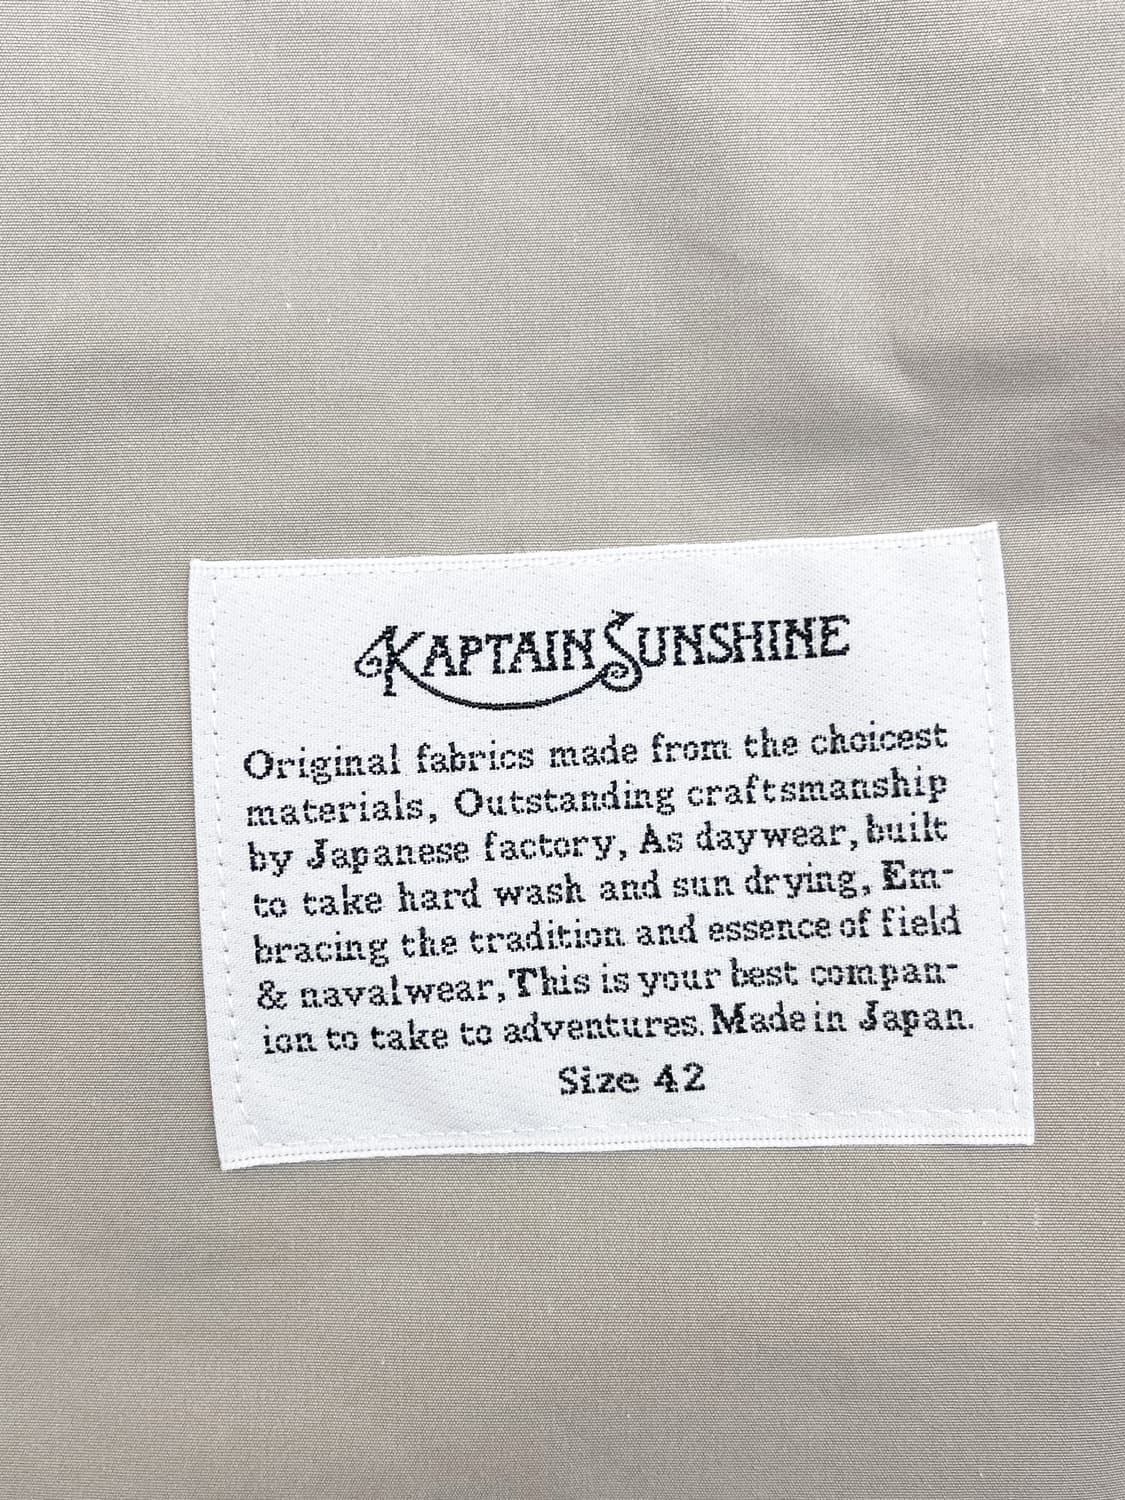 KAPTAIN SUNSHINE
Original fabrics made from the choicest
materials, Outstanding craftsmanship
by Japanese factory, As daywear, built
to take hard wash and sun drying, Em-
bracing the tradition and essence of field
& navalwear, This is your best compan-
ion to take to adventures. Made in Japan.
Size 42